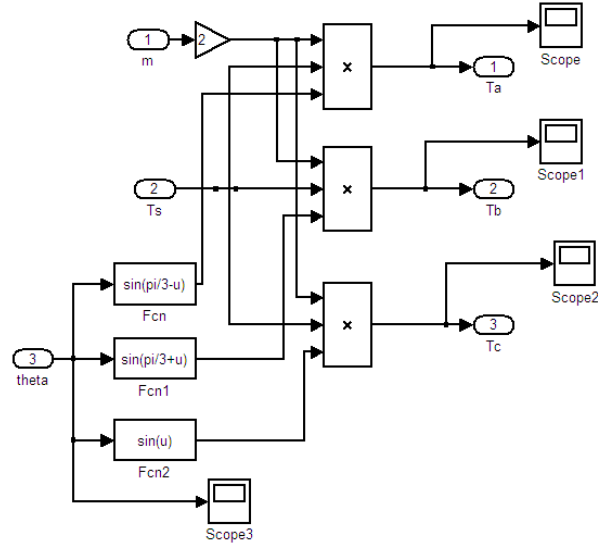 1
m
2
×
1
Ta
Scope
2
Ts
×
2
Tb
Scope1
sin(pi/3-u)
Fcn
×
3
Tc
Scope2
3
theta
sin(pi/3+u)
Fcn1
sin(u)
Fcn2
Scope3